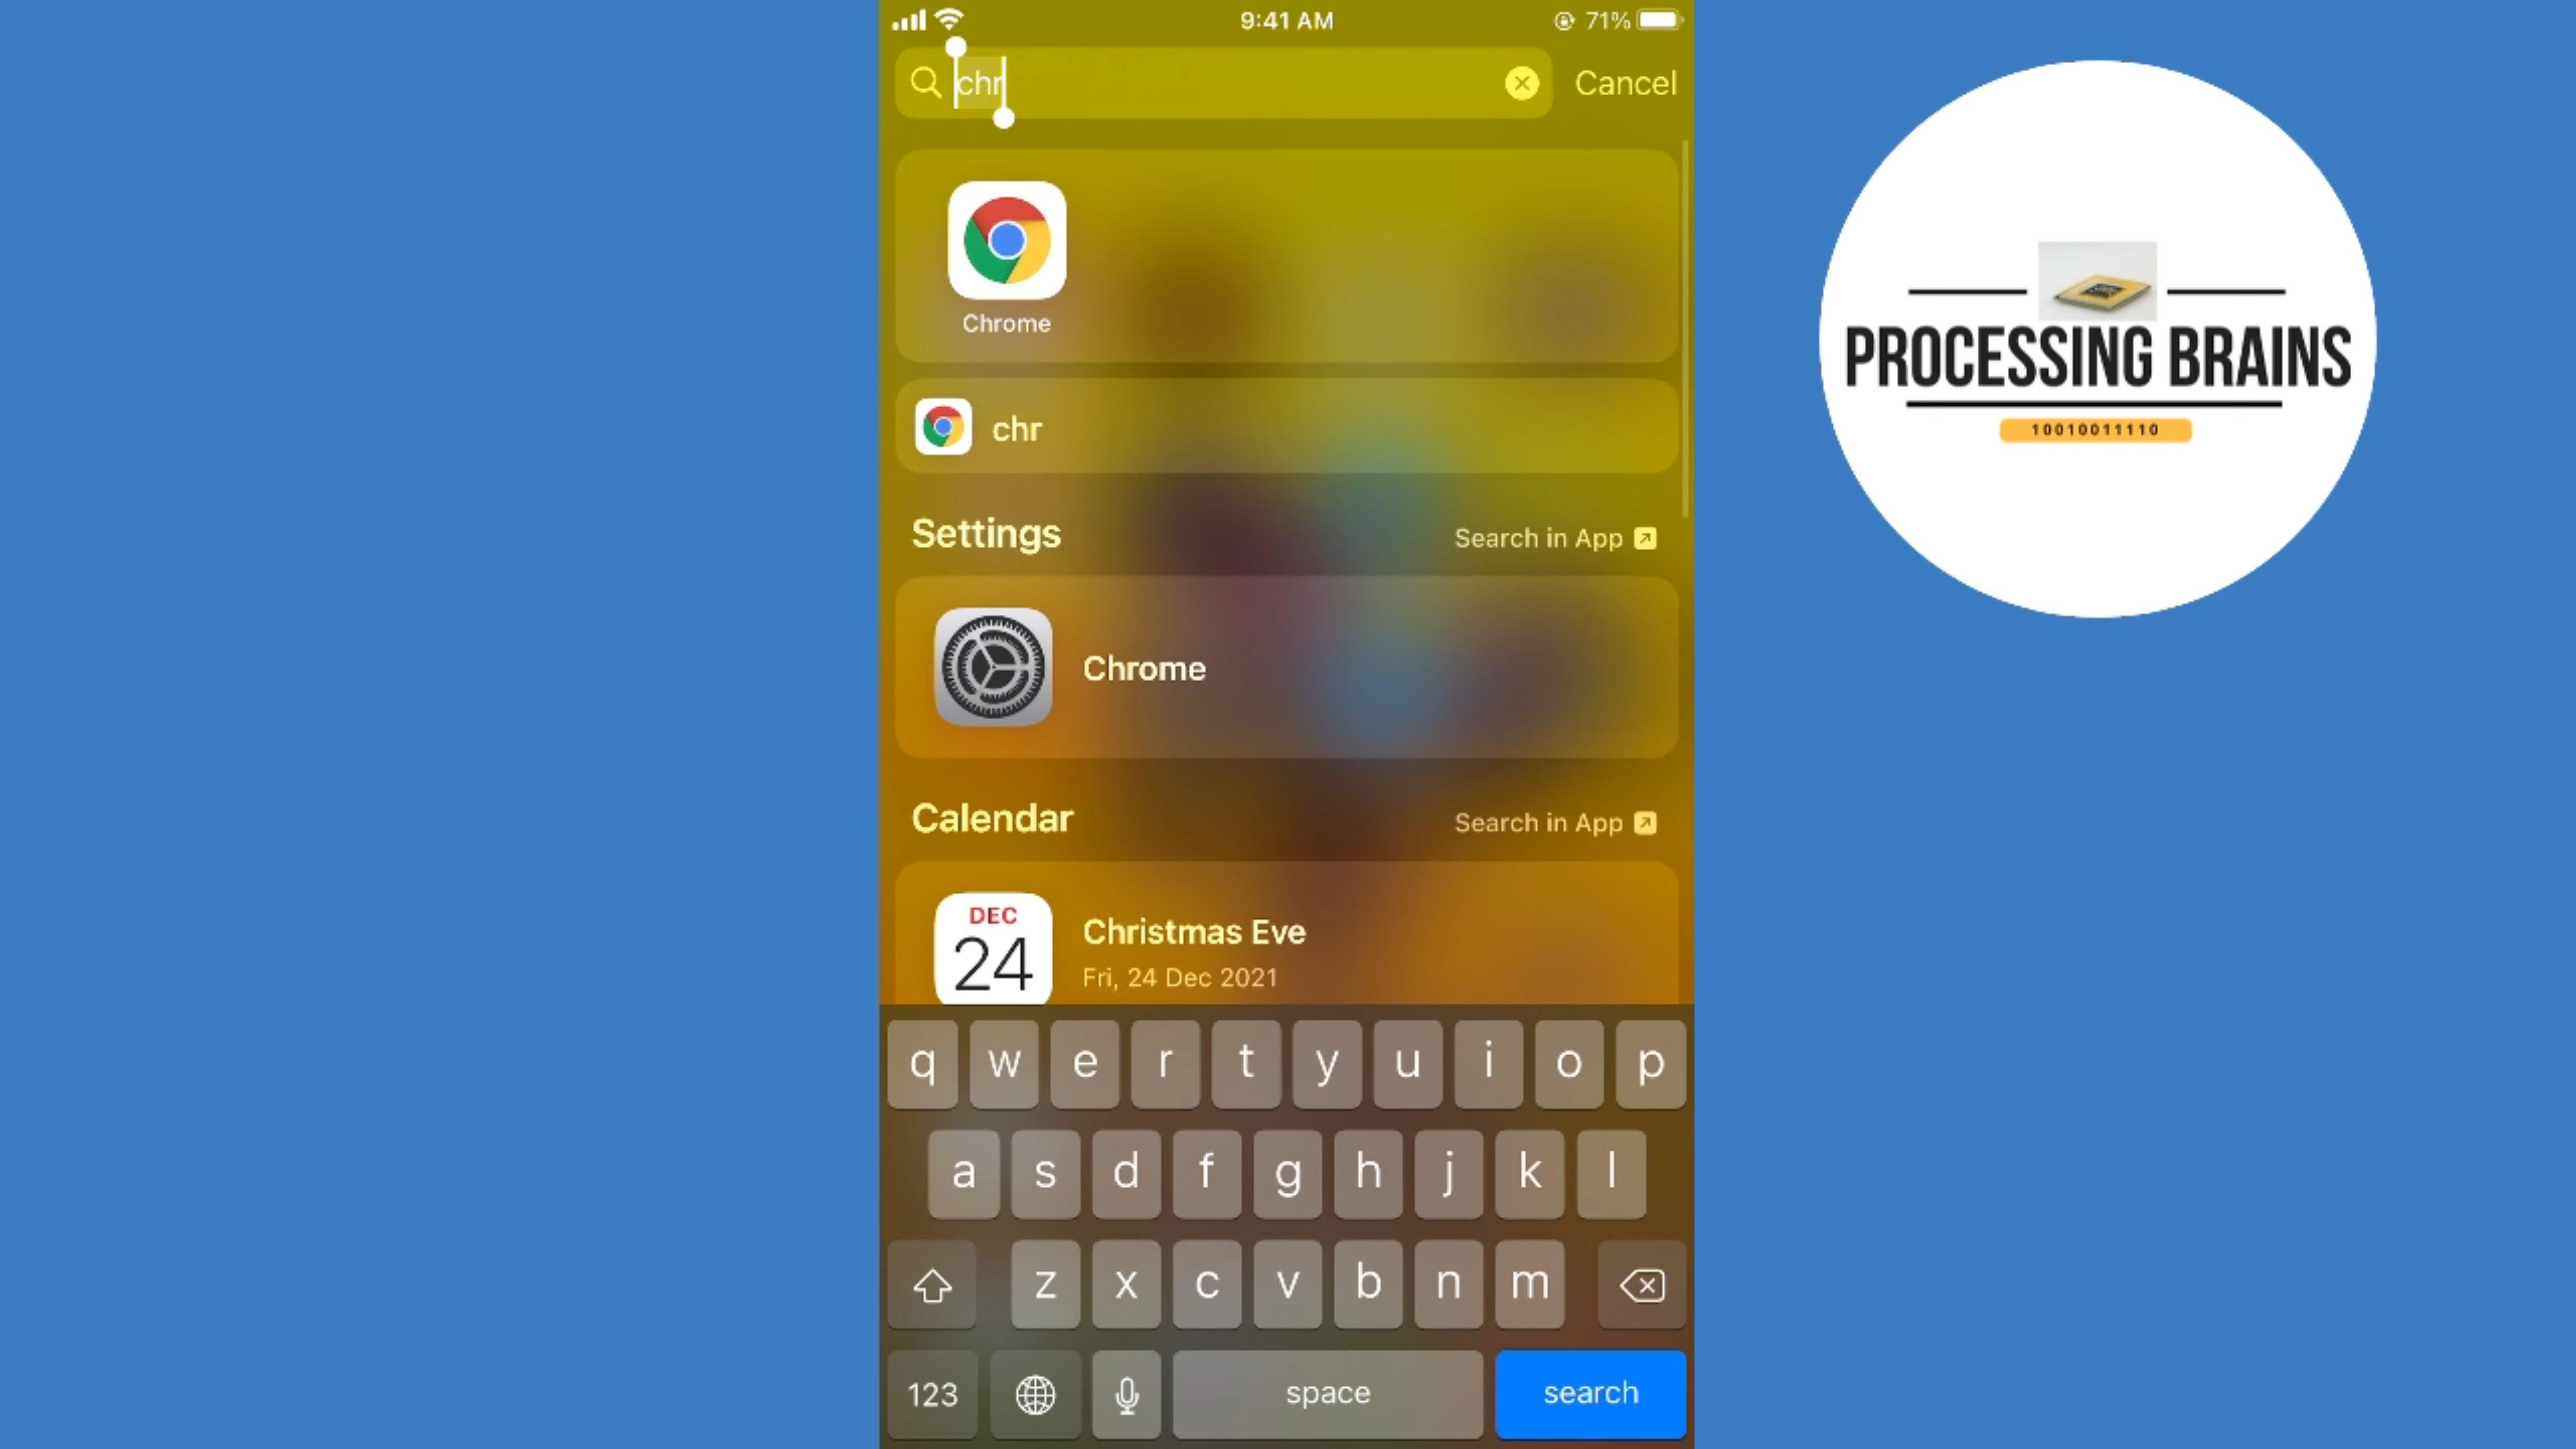 9:41 AM
71%
chr
Cancel
Chrome
chr
Settings
Search in App
Chrome
Calendar
Search in App
DEC
24
Christmas Eve
Fri, 24 Dec 2021
q w e r t y u i o p
a s d f g h j k l
z x c v b n m
123
space
search
PROCESSING BRAINS
10010011110